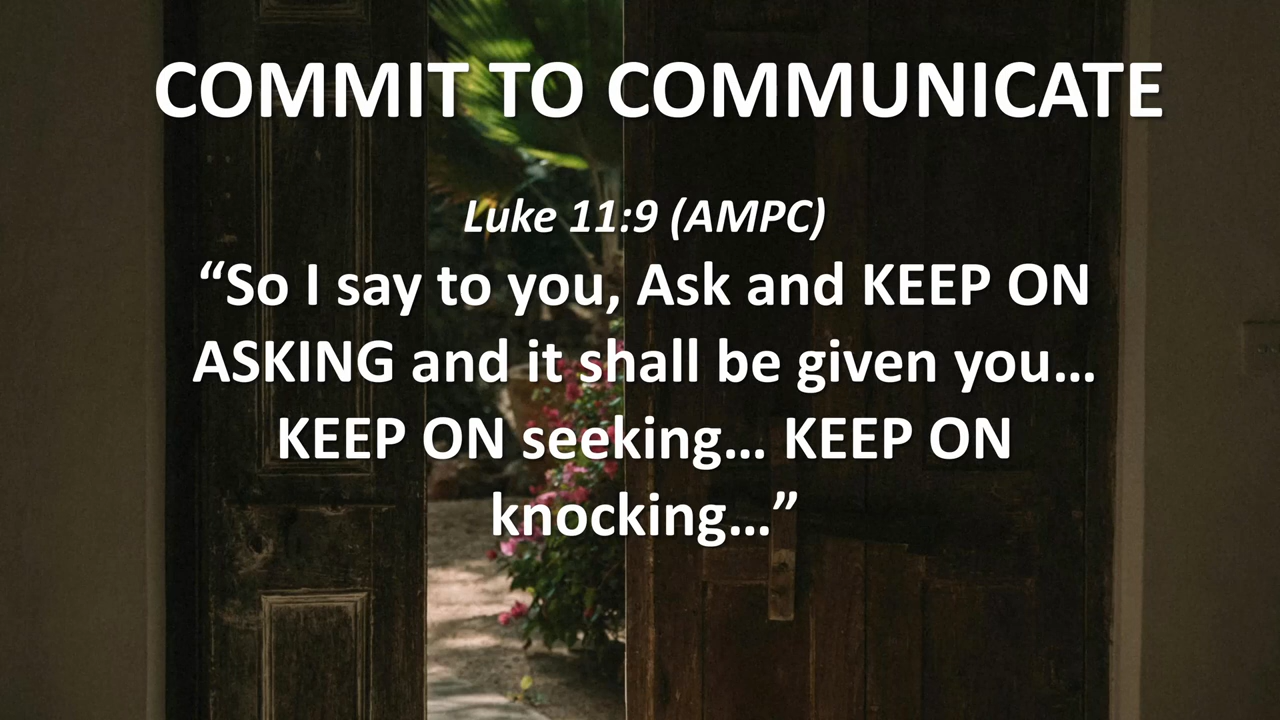 COMMIT TO COMMUNICATE
Luke 11:9 (AMPC)
“So I say to you, Ask and KEEP ON
ASKING and it shall be given you…
KEEP ON seeking… KEEP ON
knocking…”